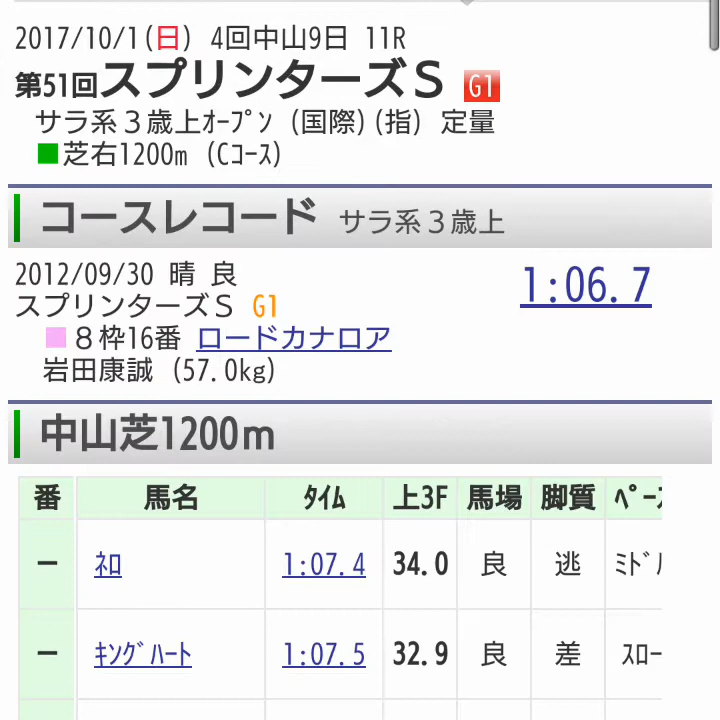 2017/10/1(日) 4回中山9日 11R
第51回スプリンターズS G1
サラ系3歳上ｵｰﾌﾟﾝ (国際)(指) 定量
芝右1200m (Cｺｰｽ)
コースレコード サラ系3歳上
2012/09/30 晴 良 1:06.7
スプリンターズS G1
8枠16番 ロードカナロア
岩田康誠 (57.0kg)
中山芝1200m
番 馬名 ﾀｲﾑ 上3F 馬場 脚質 ﾍﾟｰｽ
ー ﾈﾛ 1:07.4 34.0 良 逃 ﾐﾄﾞﾙ
ー ｷﾝｸﾞﾊｰﾄ 1:07.5 32.9 良 差 ｽﾛｰ